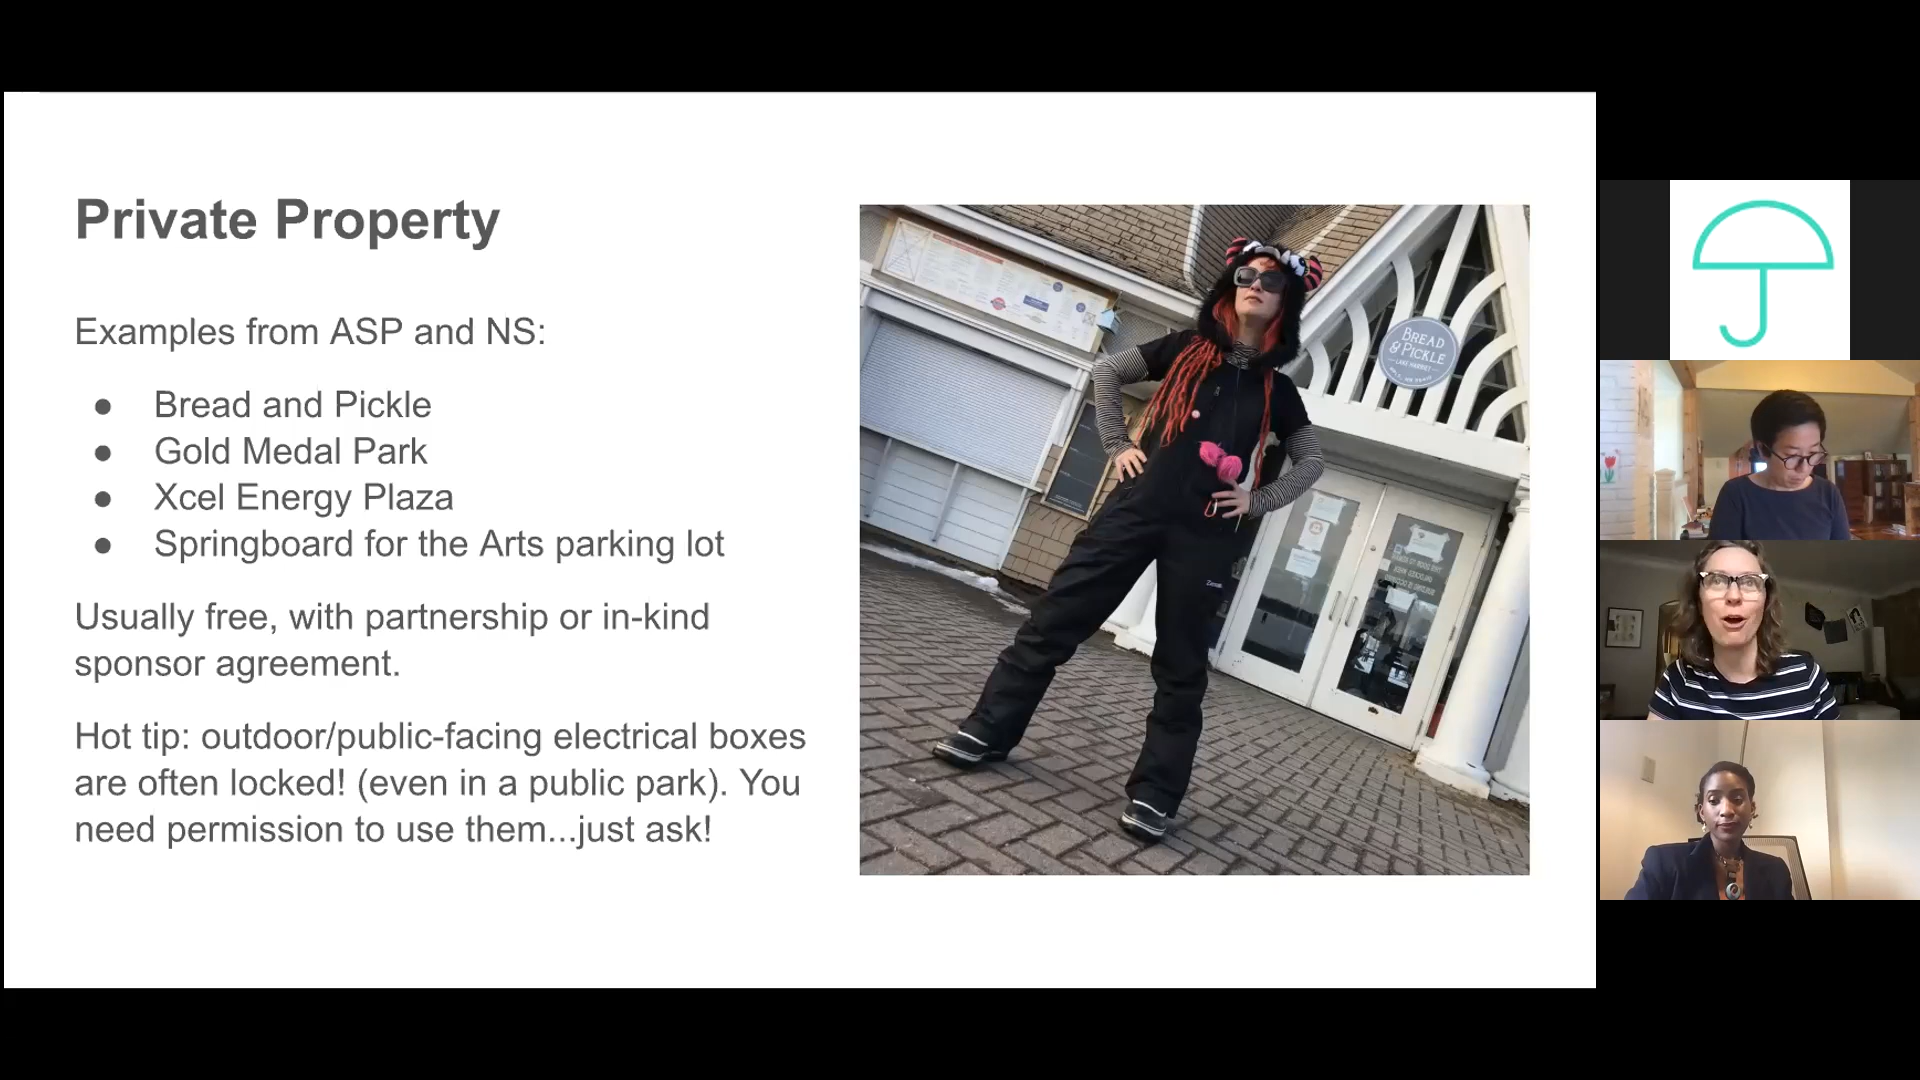 Private Property
Examples from ASP and NS:
● Bread and Pickle
● Gold Medal Park
● Xcel Energy Plaza
● Springboard for the Arts parking lot
Usually free, with partnership or in-kind
sponsor agreement.
Hot tip: outdoor/public-facing electrical boxes
are often locked! (even in a public park). You
need permission to use them...just ask!
BREAD
& PICKLE
LAKE HARRIET